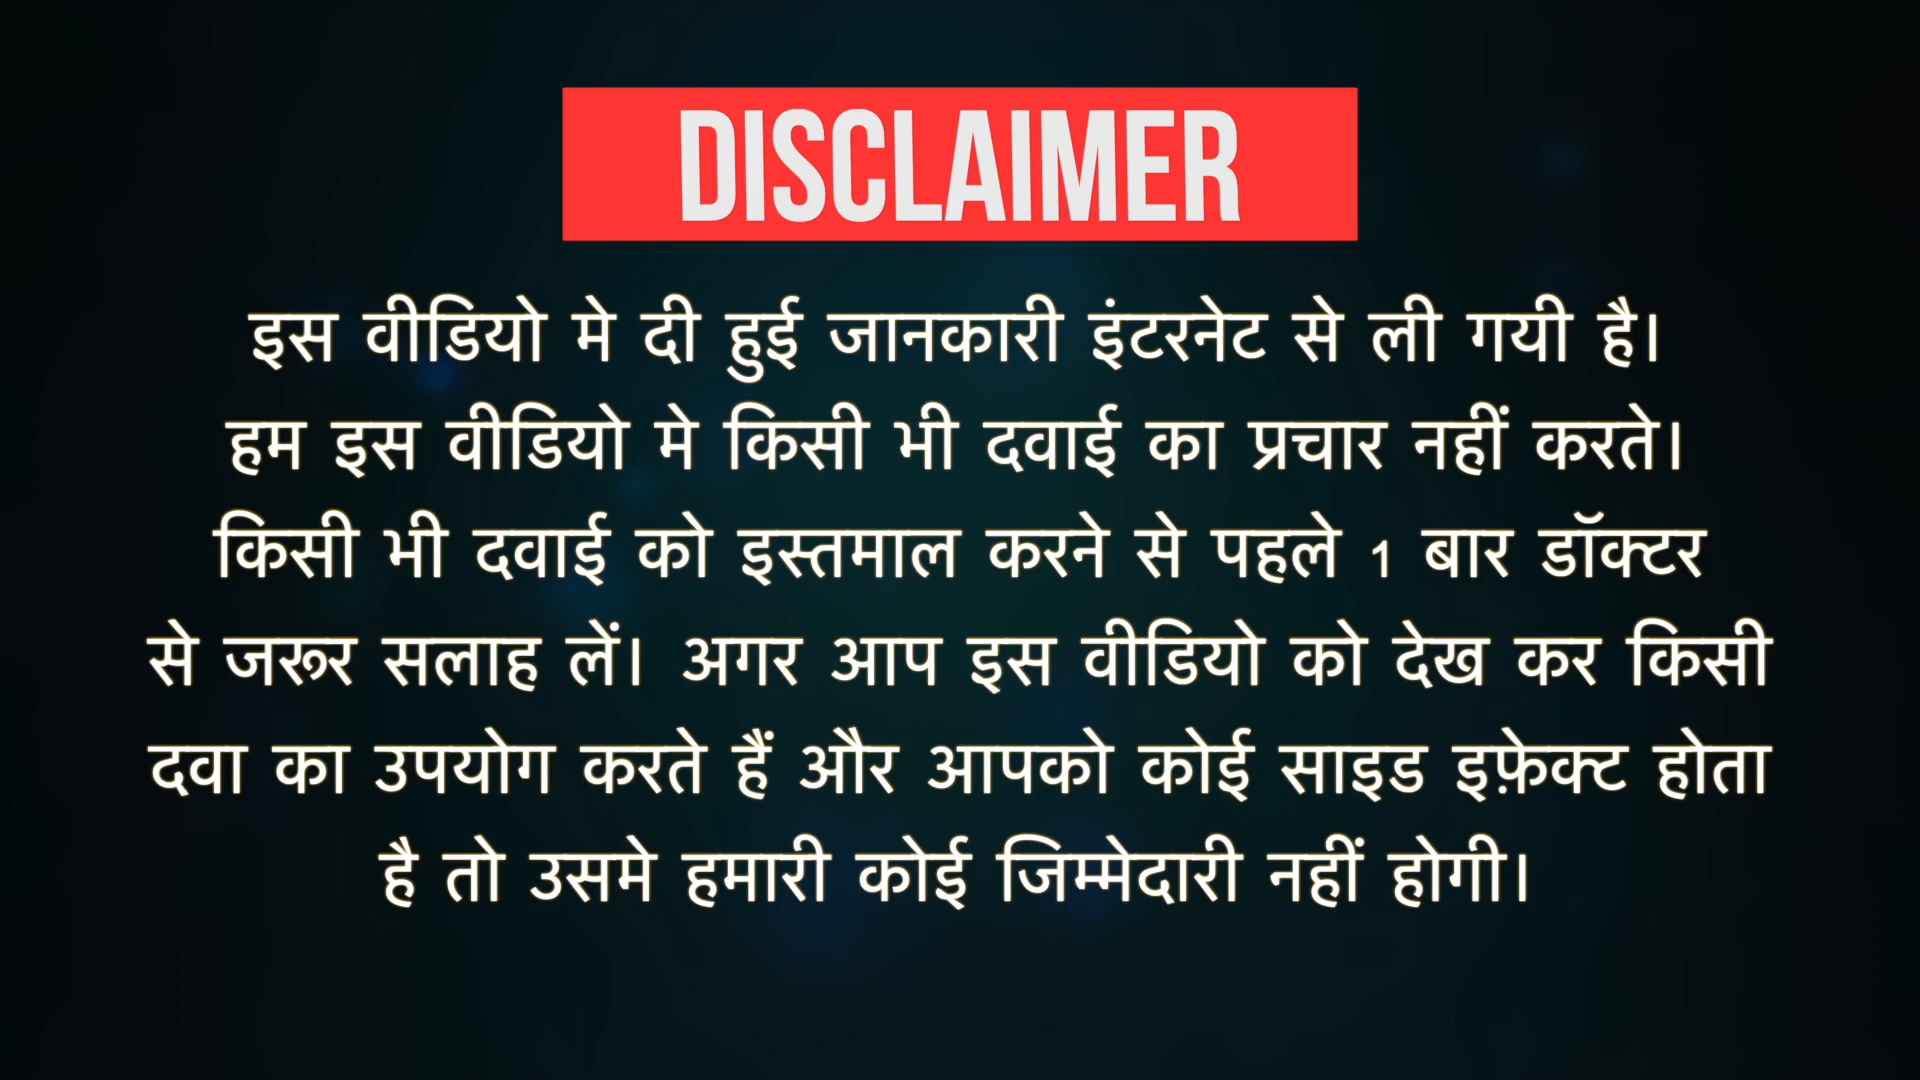 DISCLAIMER
इस वीडियो मे दी हुई जानकारी इंटरनेट से ली गयी है।
हम इस वीडियो मे किसी भी दवाई का प्रचार नहीं करते।
किसी भी दवाई को इस्तमाल करने से पहले 1 बार डॉक्टर
से जरूर सलाह लें। अगर आप इस वीडियो को देख कर किसी
दवा का उपयोग करते हैं और आपको कोई साइड इफ़ेक्ट होता
है तो उसमे हमारी कोई जिम्मेदारी नहीं होगी।